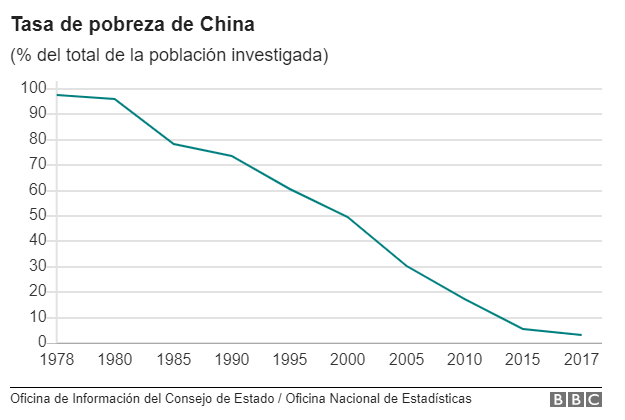 Tasa de pobreza de China
(% del total de la población investigada)
100
90
80
70
60
50
40
30
20
10
0
1978 1980 1985 1990 1995 2000 2005 2010 2015 2017
Oficina de Información del Consejo de Estado / Oficina Nacional de Estadísticas
BBC